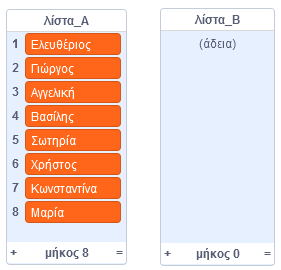 Λίστα_Α
1 Ελευθέριος
2 Γιώργος
3 Αγγελική
4 Βασίλης
5 Σωτηρία
6 Χρήστος
7 Κωνσταντίνα
8 Μαρία
+ μήκος 8 =
Λίστα_Β
(άδεια)
+ μήκος 0 =